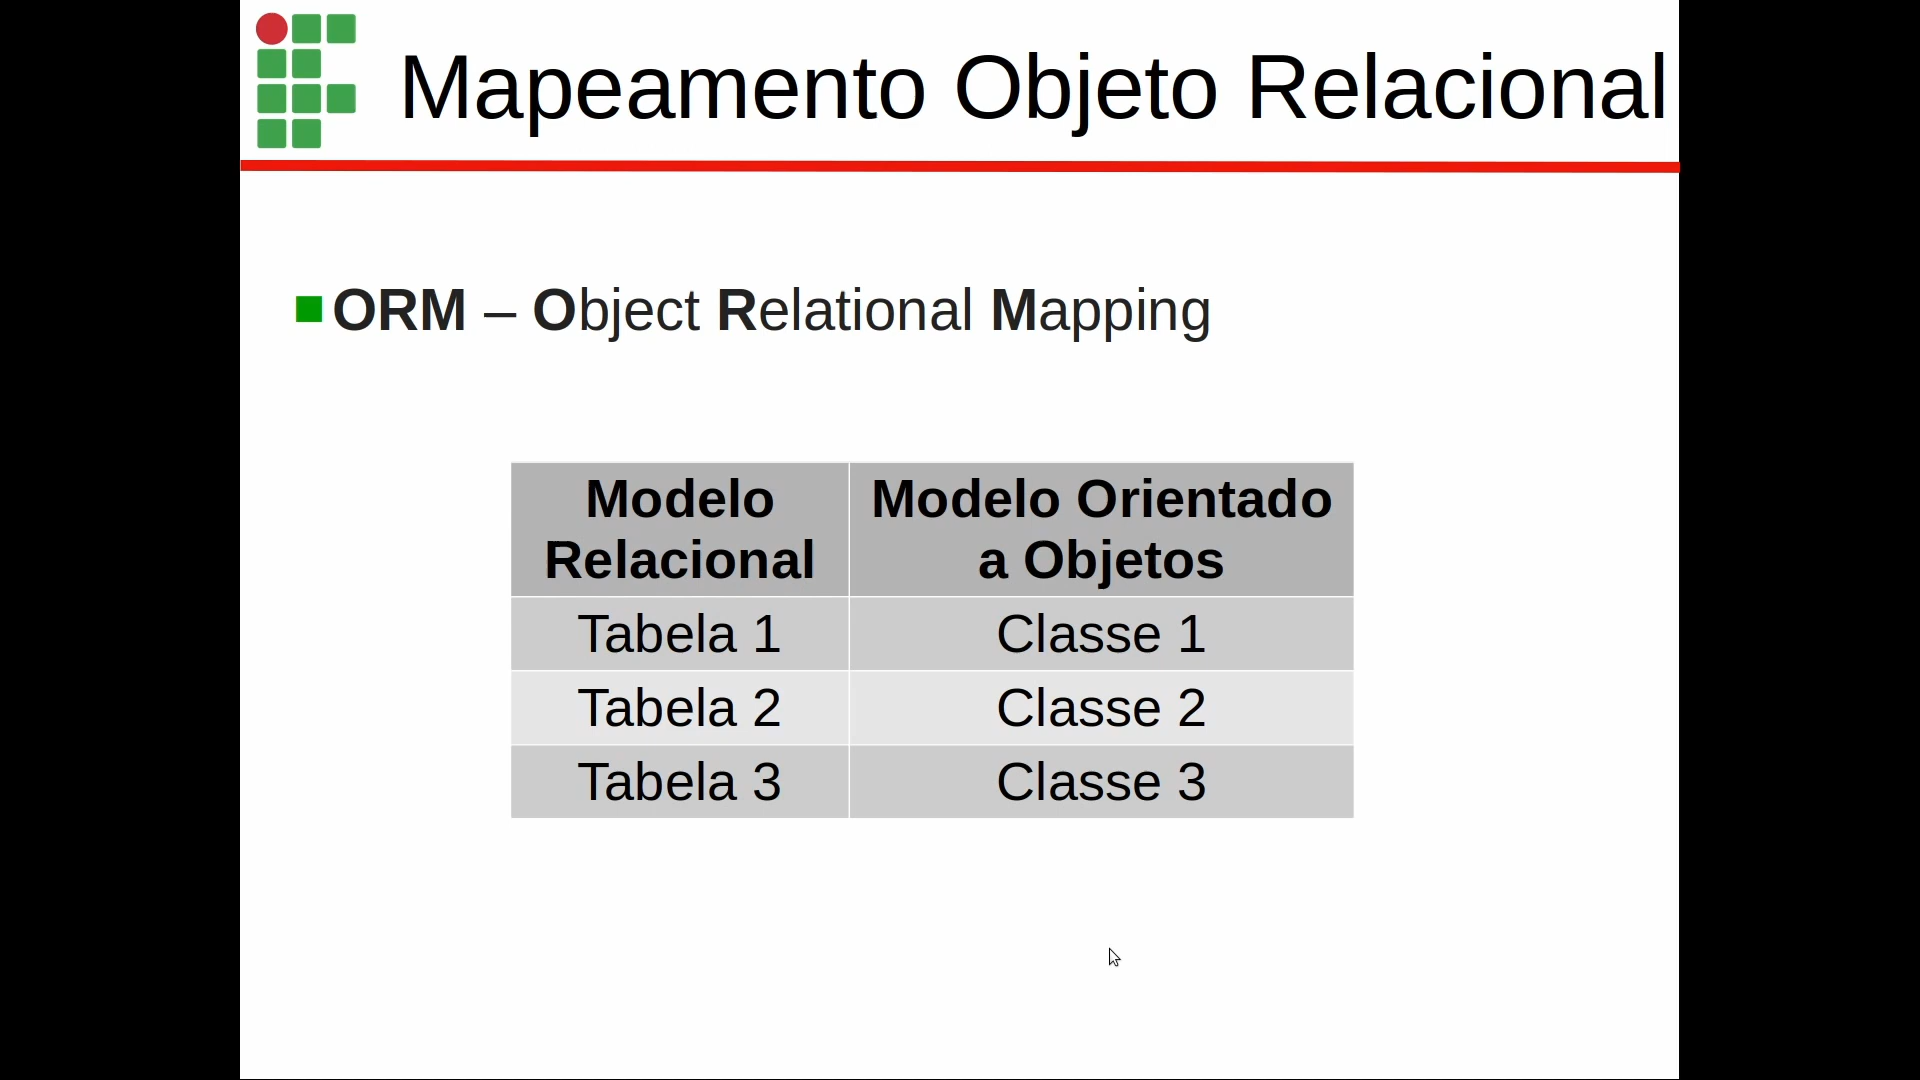 Mapeamento Objeto Relacional
ORM – Object Relational Mapping
Modelo Relacional
Modelo Orientado a Objetos
Tabela 1 Classe 1
Tabela 2 Classe 2
Tabela 3 Classe 3